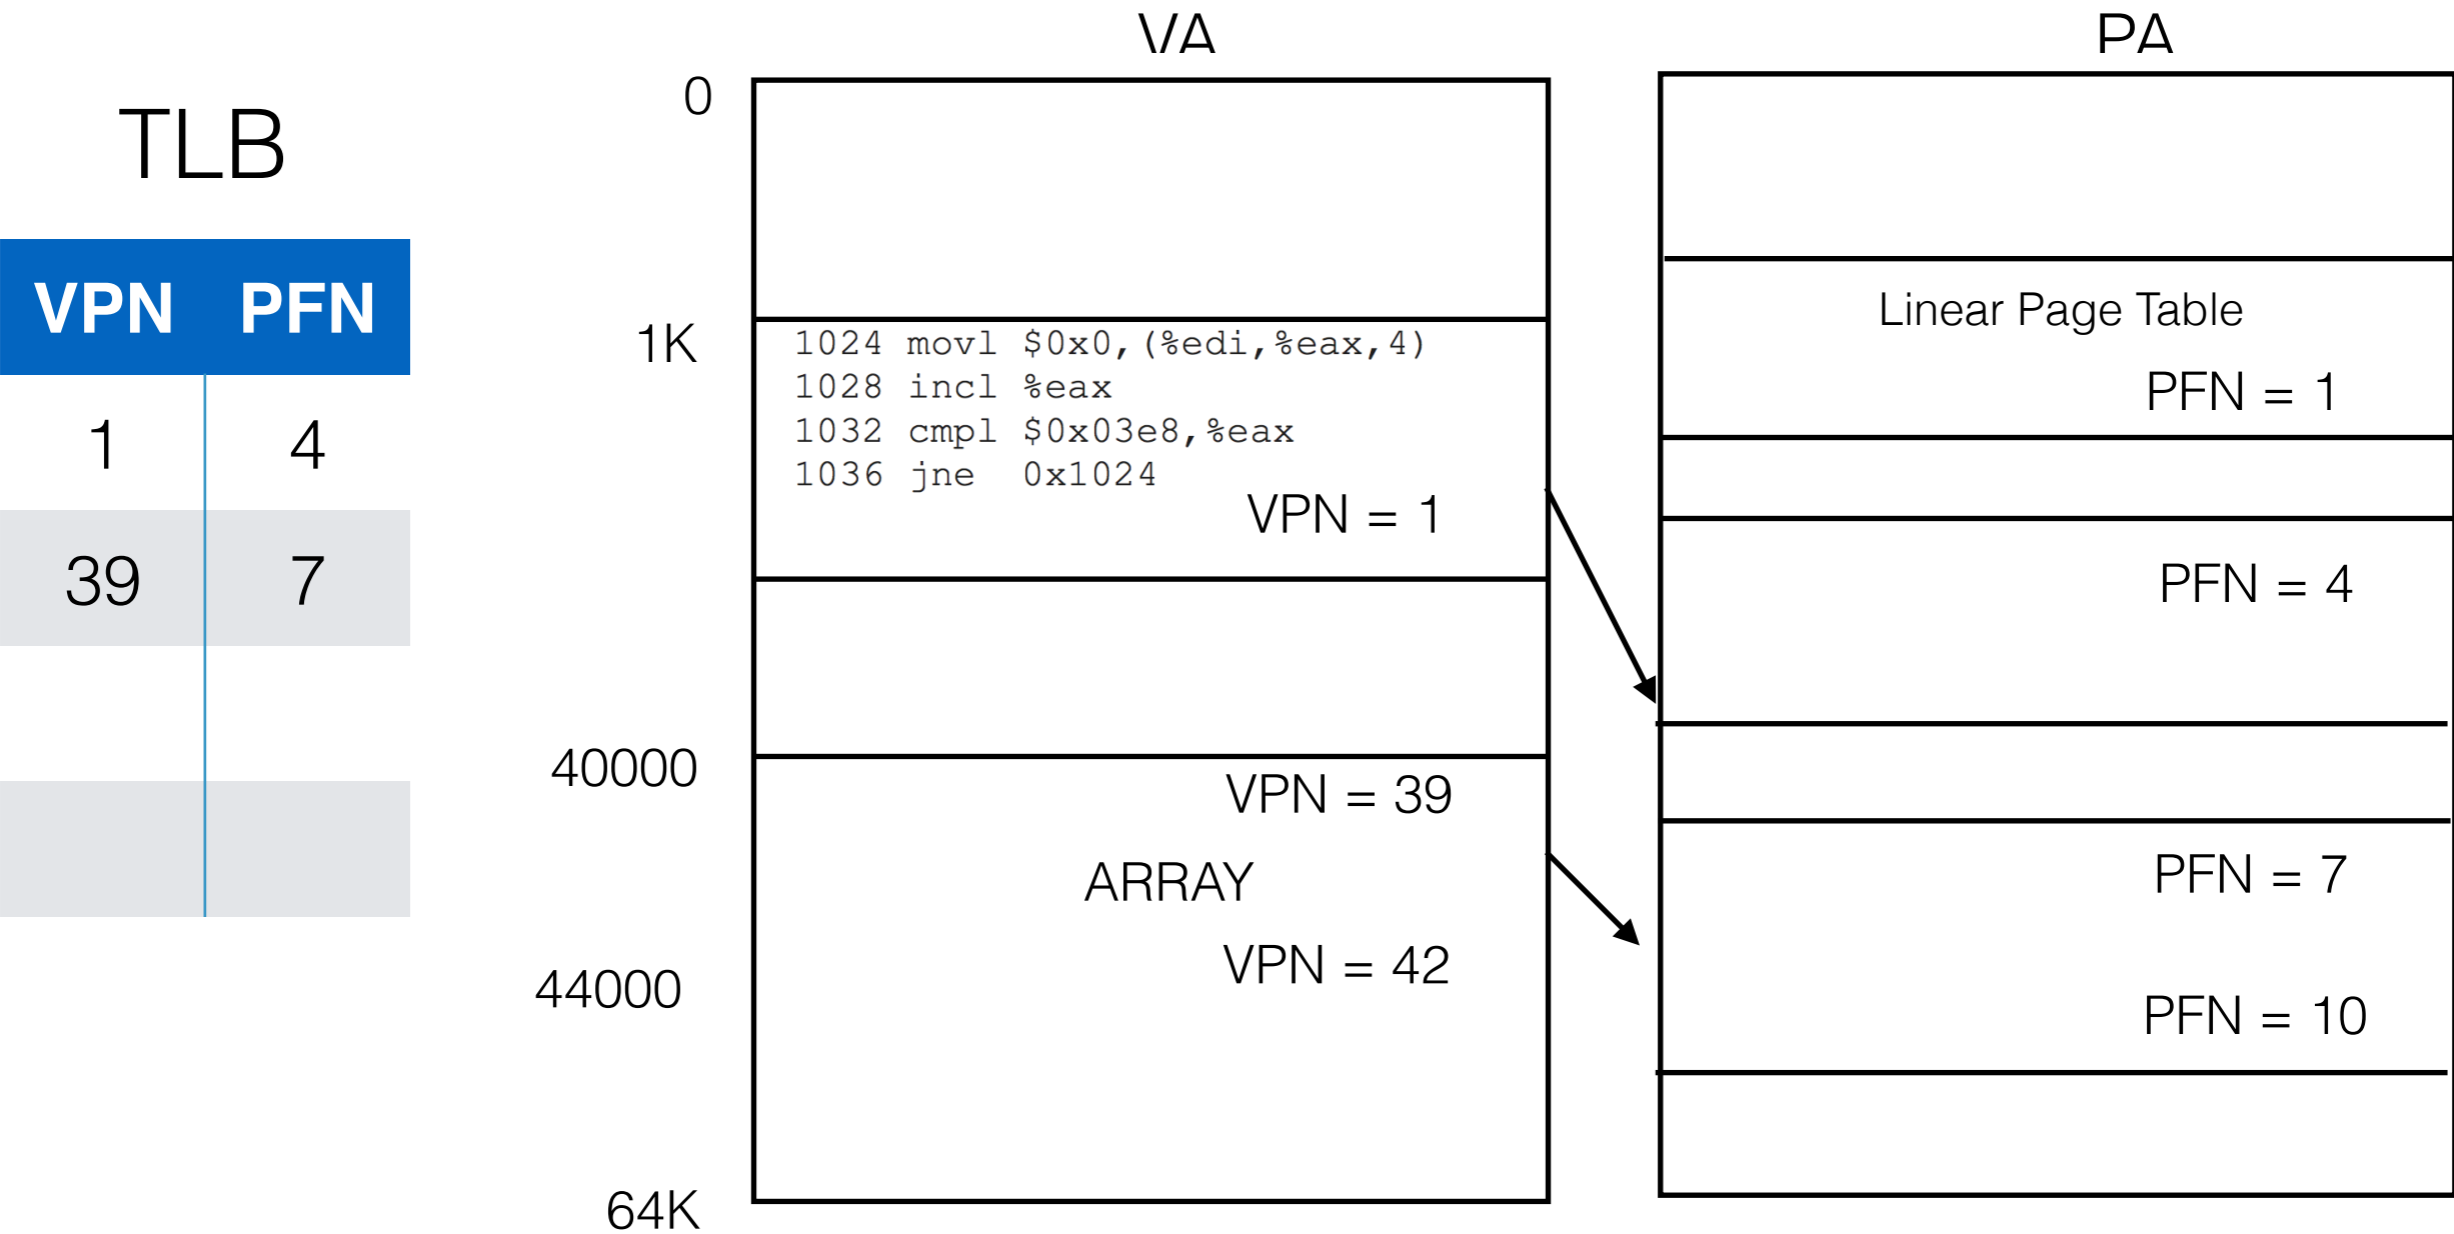 TLB
VPN PFN
1 4
39 7
VA
0
1K
1024 movl $0x0,(%edi,%eax,4)
1028 incl %eax
1032 cmpl $0x03e8,%eax
1036 jne 0x1024
VPN = 1
40000
VPN = 39
ARRAY
VPN = 42
44000
64K
PA
Linear Page Table
PFN = 1
PFN = 4
PFN = 7
PFN = 10